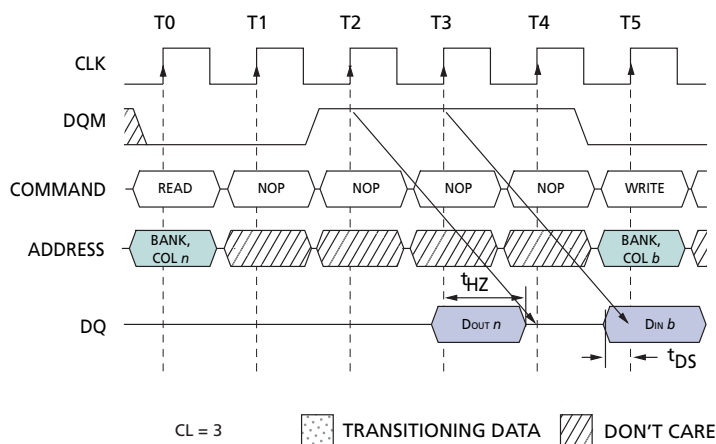 T0 T1 T2 T3 T4 T5
CLK
DQM
COMMAND READ NOP NOP NOP NOP WRITE
ADDRESS BANK, COL n BANK, COL b
tHZ
DQ DOUT n DIN b
tDS
CL = 3 TRANSITIONING DATA DON'T CARE